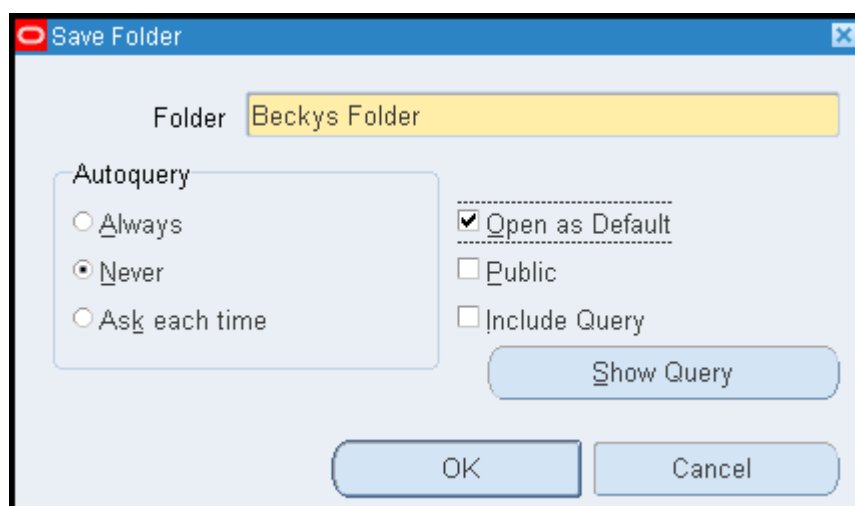 Save Folder
Folder Beckys Folder
Autoquery
Always
Never
Ask each time
Open as Default
Public
Include Query
Show Query
OK Cancel